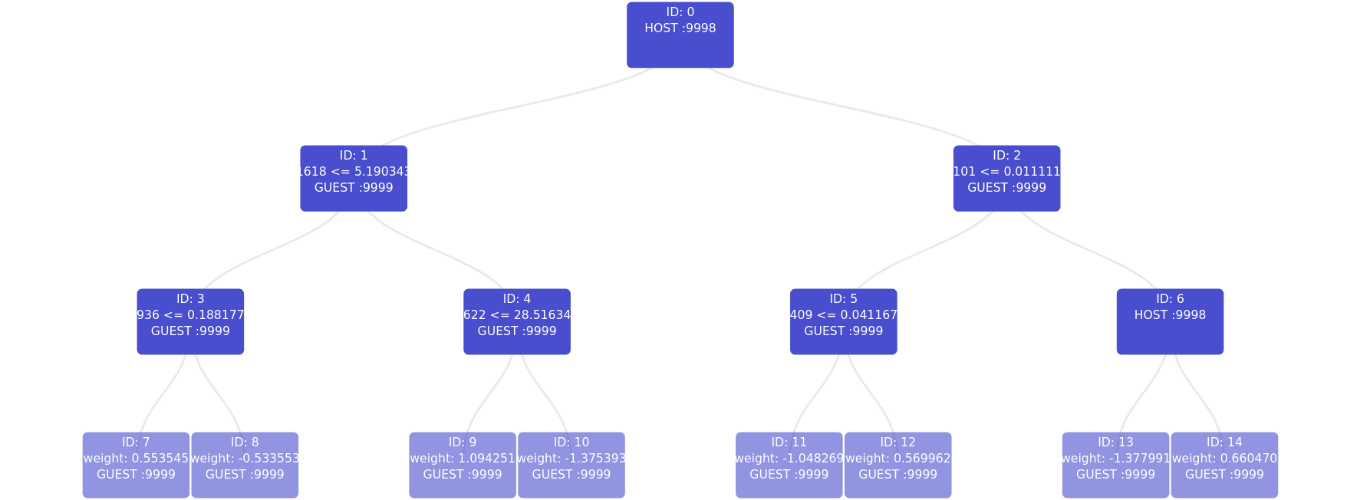 ID: 0
HOST :9998
ID: 1
1618 <= 5.190343
GUEST :9999
ID: 2
101 <= 0.011111
GUEST :9999
ID: 3
936 <= 0.188177
GUEST :9999
ID: 4
622 <= 28.51634
GUEST :9999
ID: 5
409 <= 0.041167
GUEST :9999
ID: 6
HOST :9998
ID: 7
weight: 0.553545
GUEST :9999
ID: 8
weight: -0.533553
GUEST :9999
ID: 9
weight: 1.094251
GUEST :9999
ID: 10
weight: -1.375393
GUEST :9999
ID: 11
weight: -1.048269
GUEST :9999
ID: 12
weight: 0.569962
GUEST :9999
ID: 13
weight: -1.377991
GUEST :9999
ID: 14
weight: 0.660470
GUEST :9999